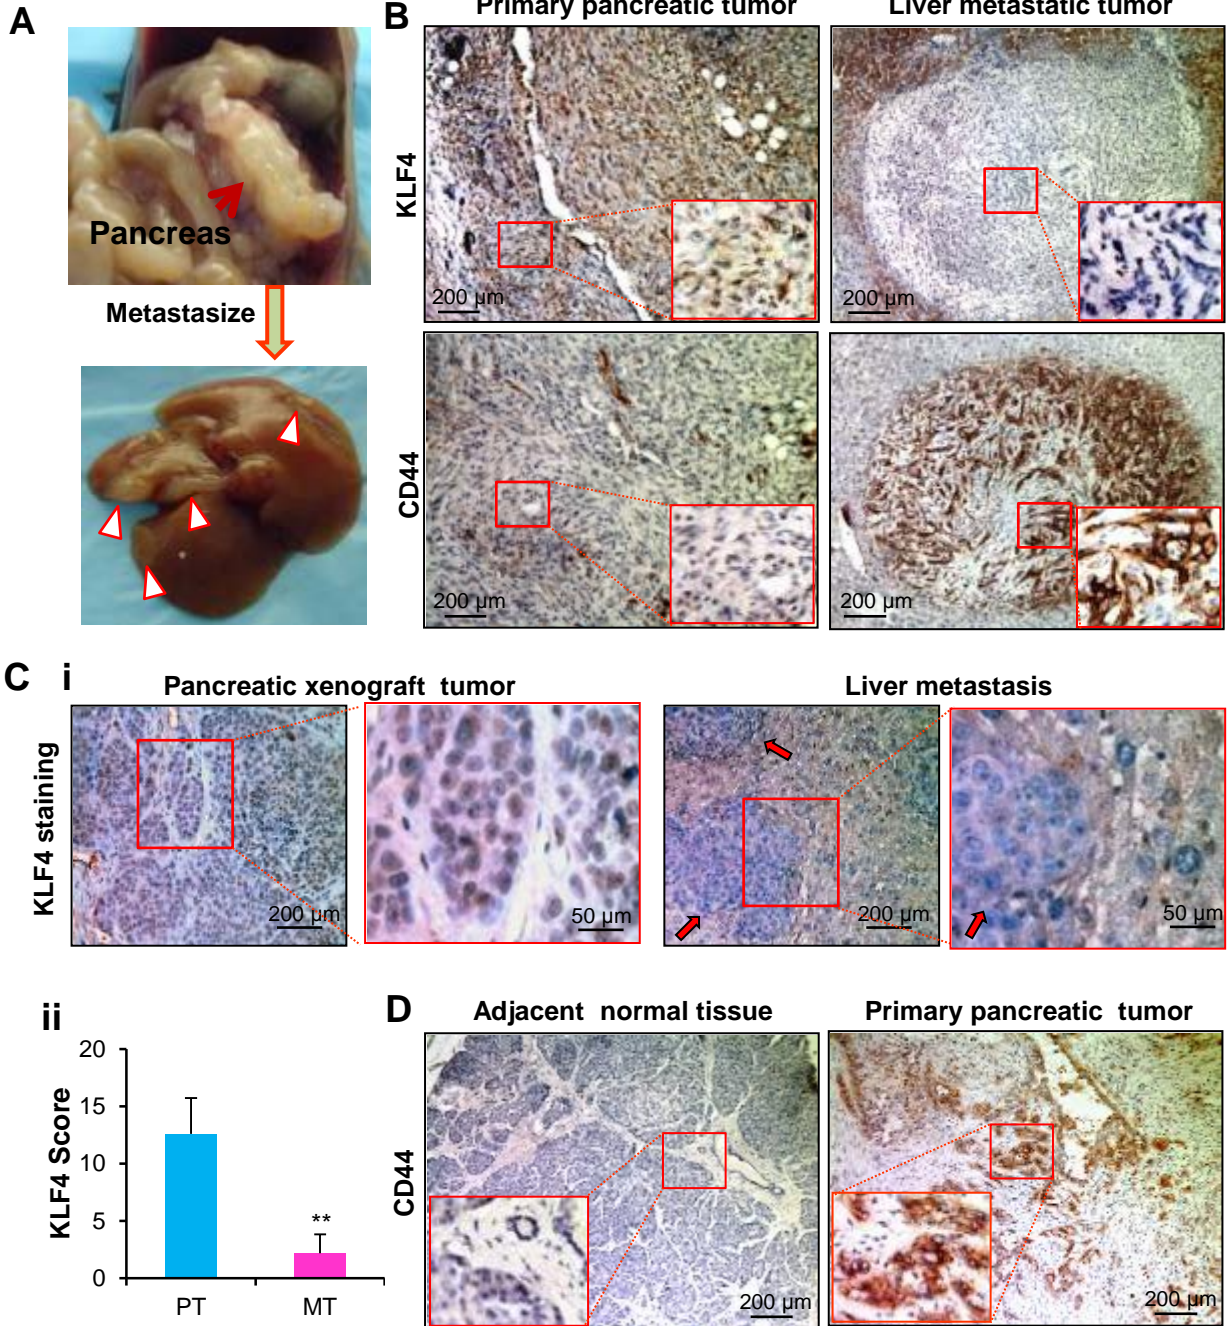 A
Pancreas
Metastasize
B
Primary pancreatic tumor
Liver metastatic tumor
KLF4
200 µm
200 µm
CD44
200 µm
200 µm
C
i
Pancreatic xenograft tumor
Liver metastasis
KLF4 staining
200 µm
50 µm
200 µm
50 µm
ii
KLF4 Score
20
15
10
5
0
**
PT
MT
D
Adjacent normal tissue
Primary pancreatic tumor
CD44
200 µm
200 µm